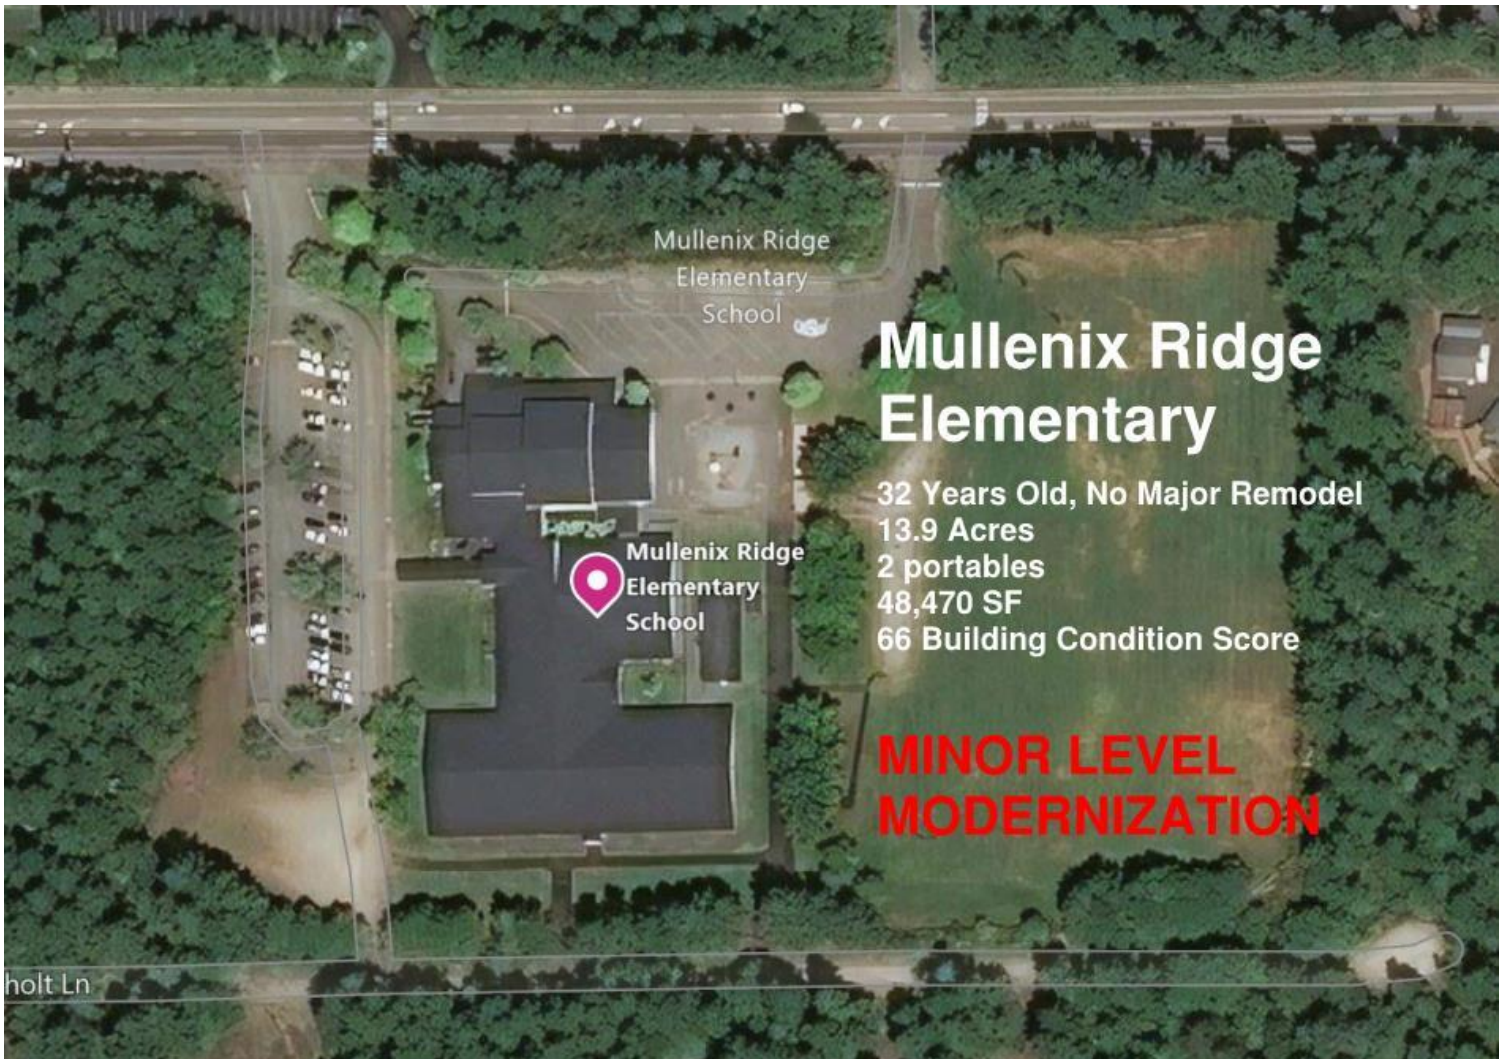 Mullenix Ridge
Elementary
School
Mullenix Ridge
Elementary
32 Years Old, No Major Remodel
13.9 Acres
2 portables
48,470 SF
66 Building Condition Score
Mullenix Ridge
Elementary
School
MINOR LEVEL
MODERNIZATION
holt Ln